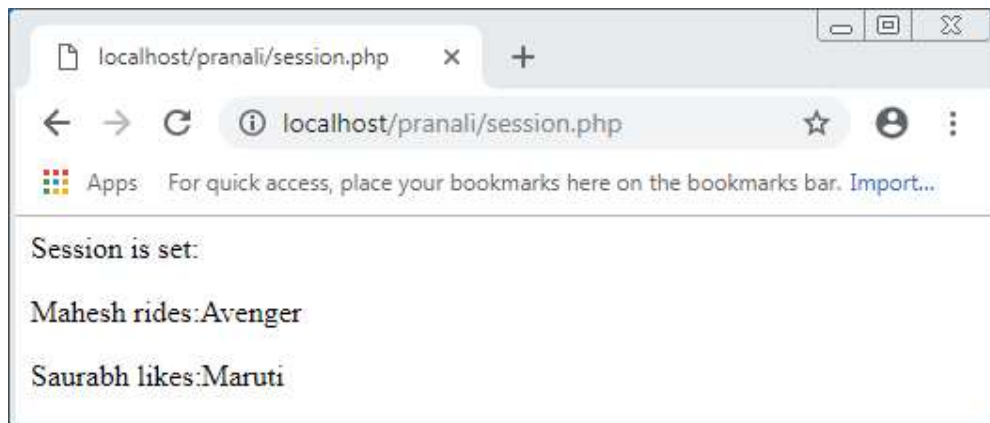 localhost/pranali/session.php
localhost/pranali/session.php
Apps For quick access, place your bookmarks here on the bookmarks bar. Import...
Session is set:
Mahesh rides:Avenger
Saurabh likes:Maruti